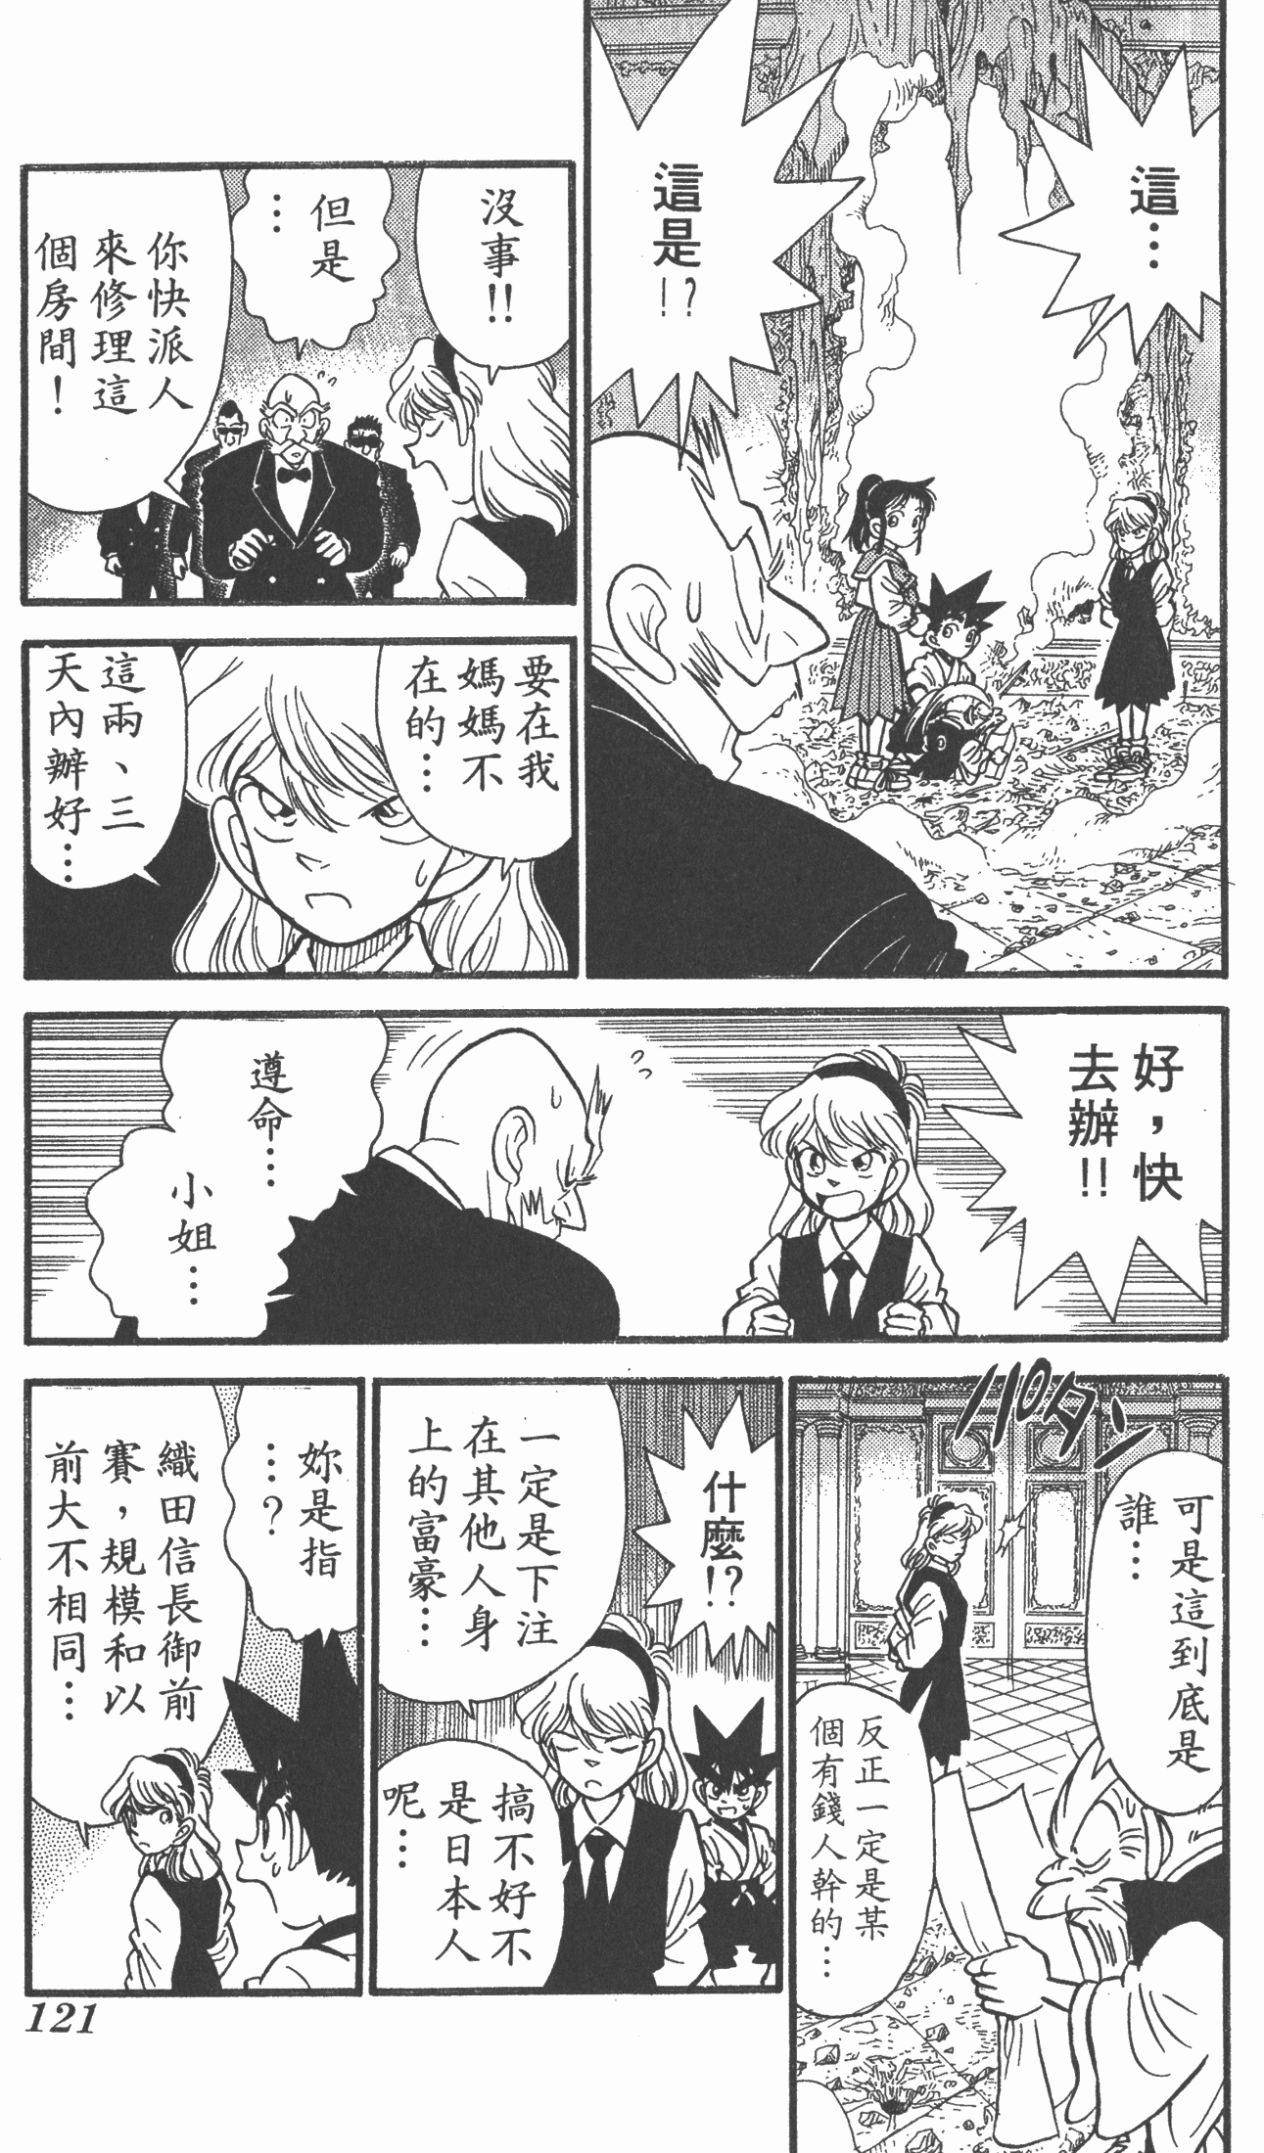 這⋯
這是!?
沒事!!
但是
⋯
你快派人
來修理這
個房間！
要在我
媽媽不
在的⋯
這兩、三
天內辦好⋯
好，快
去辦!!
遵命⋯
小姐⋯
パタン
可是這到底是
誰⋯
反正一定是某
個有錢人幹的⋯
什麼!?
一定是下注
在其他人身
上的富豪⋯
搞不好不
是日本人
呢⋯
妳是指
⋯?
織田信長御前
賽，規模和以
前大不相同⋯
121